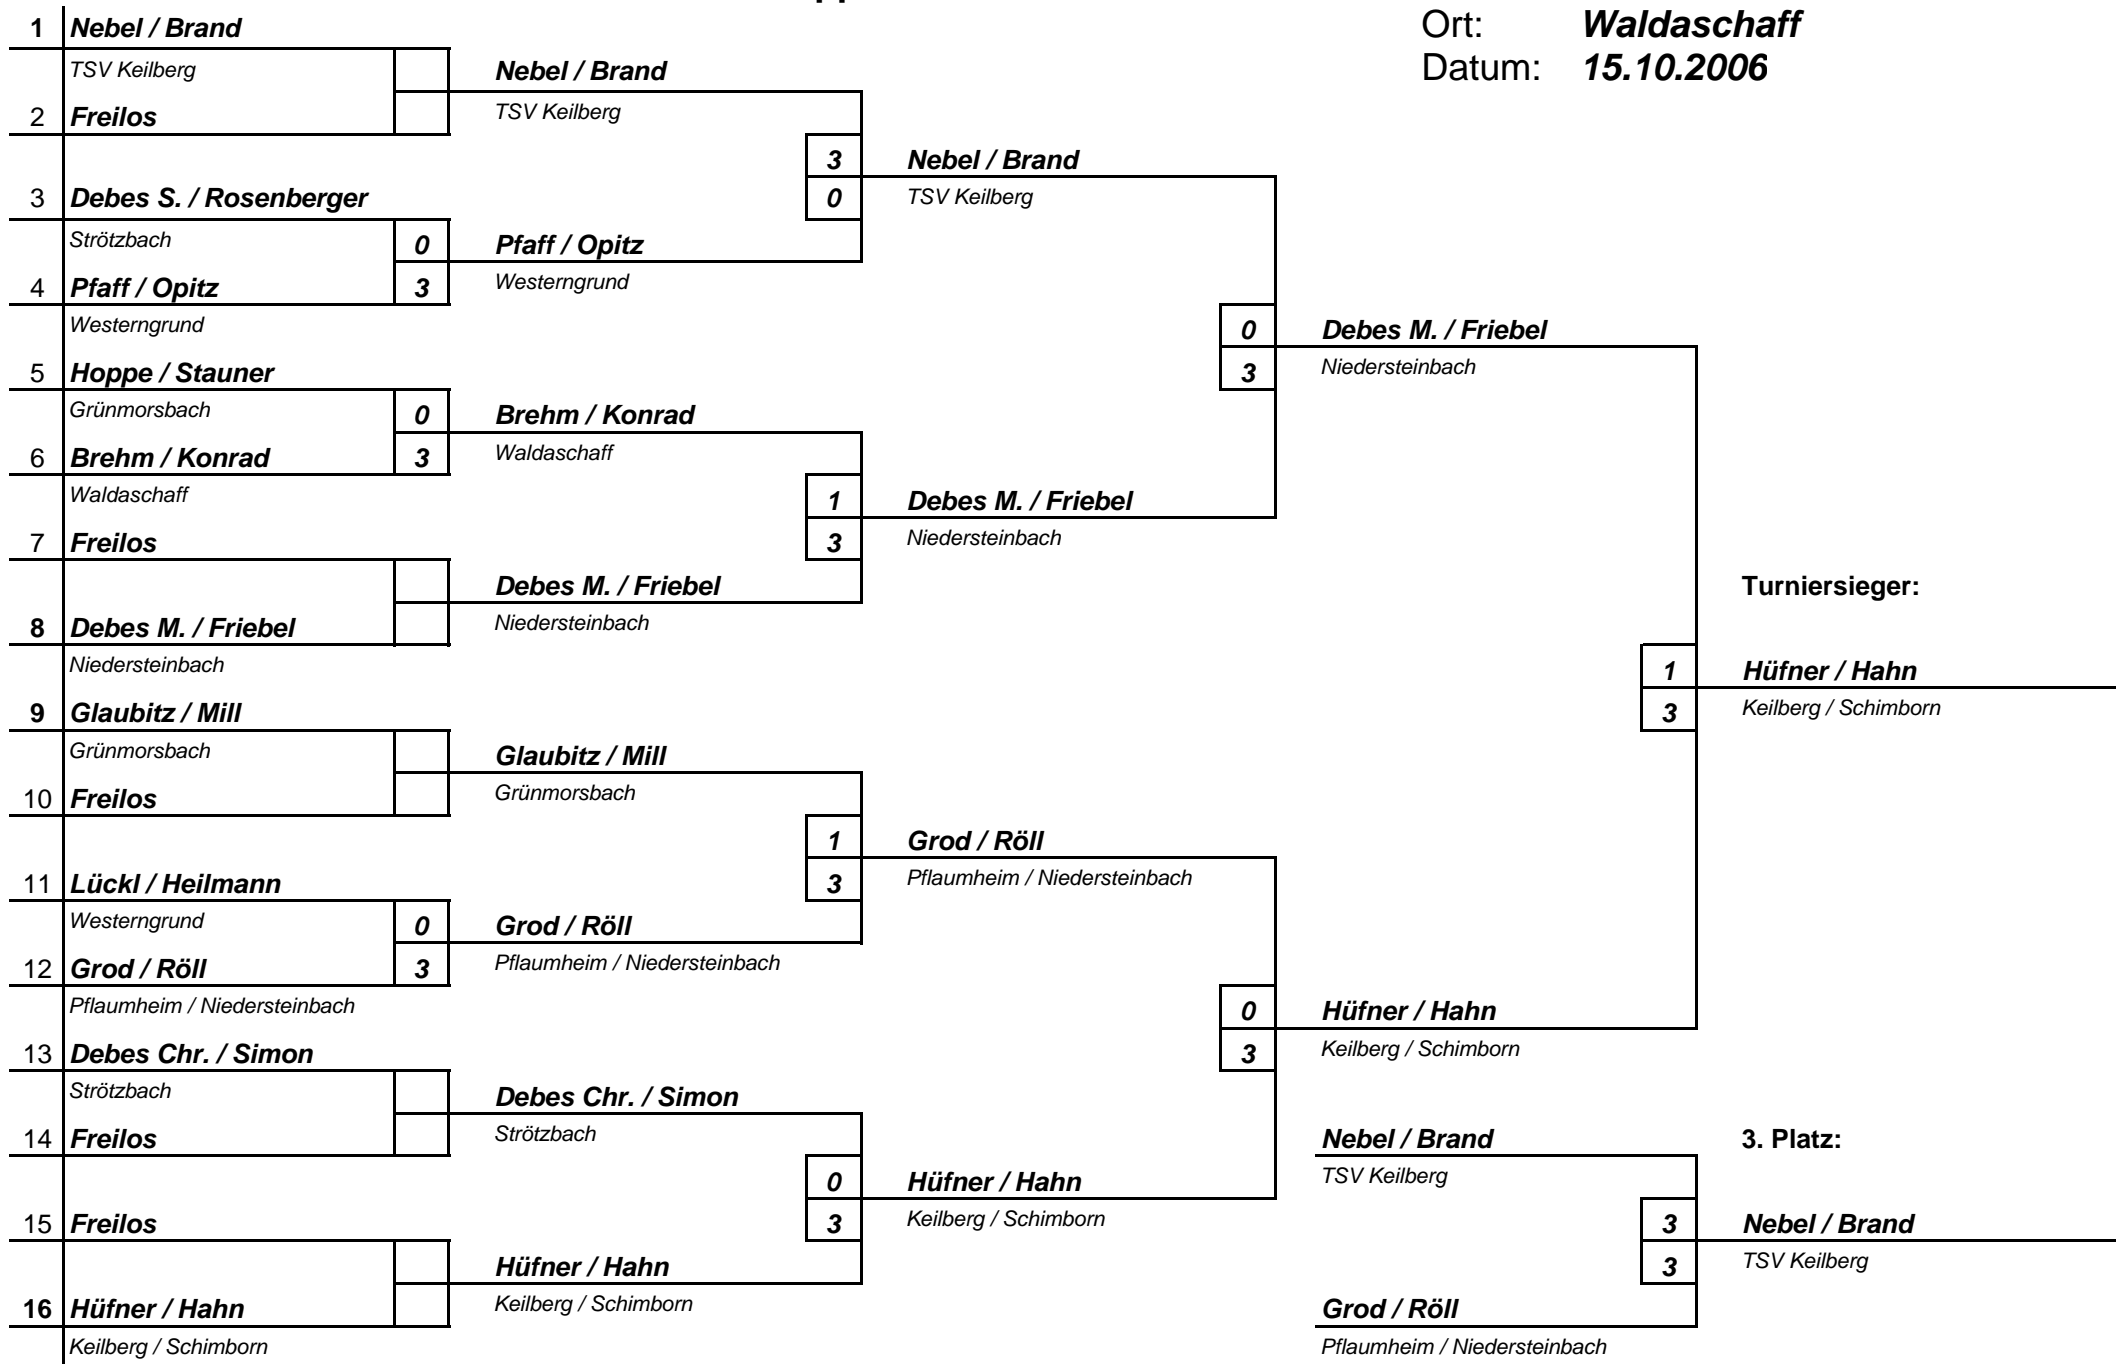 Ort: Waldaschaff
Datum: 15.10.2006
1 Nebel / Brand
TSV Keilberg
2 Freilos
3 Debes S. / Rosenberger
Strötzbach 0
4 Pfaff / Opitz 3
Westerngrund
5 Hoppe / Stauner
Grünmorsbach 0
6 Brehm / Konrad 3
Waldaschaff
7 Freilos
8 Debes M. / Friebel
Niedersteinbach
9 Glaubitz / Mill
Grünmorsbach
10 Freilos
11 Lückl / Heilmann
Westerngrund 0
12 Grod / Röll 3
Pflaumheim / Niedersteinbach
13 Debes Chr. / Simon
Strötzbach
14 Freilos
15 Freilos
16 Hüfner / Hahn
Keilberg / Schimborn
Nebel / Brand
TSV Keilberg
3
0
Pfaff / Opitz
Westerngrund
Brehm / Konrad
Waldaschaff
1
3
Debes M. / Friebel
Niedersteinbach
Glaubitz / Mill
Grünmorsbach
1
3
Grod / Röll
Pflaumheim / Niedersteinbach
Debes Chr. / Simon
Strötzbach
0
3
Hüfner / Hahn
Keilberg / Schimborn
Nebel / Brand
TSV Keilberg
0
3
Debes M. / Friebel
Niedersteinbach
Grod / Röll
Pflaumheim / Niedersteinbach
0
3
Hüfner / Hahn
Keilberg / Schimborn
Debes M. / Friebel
Niedersteinbach
1
3
Hüfner / Hahn
Keilberg / Schimborn
Turniersieger:
Hüfner / Hahn
Keilberg / Schimborn
Nebel / Brand
TSV Keilberg
3
3
Grod / Röll
Pflaumheim / Niedersteinbach
3. Platz:
Nebel / Brand
TSV Keilberg